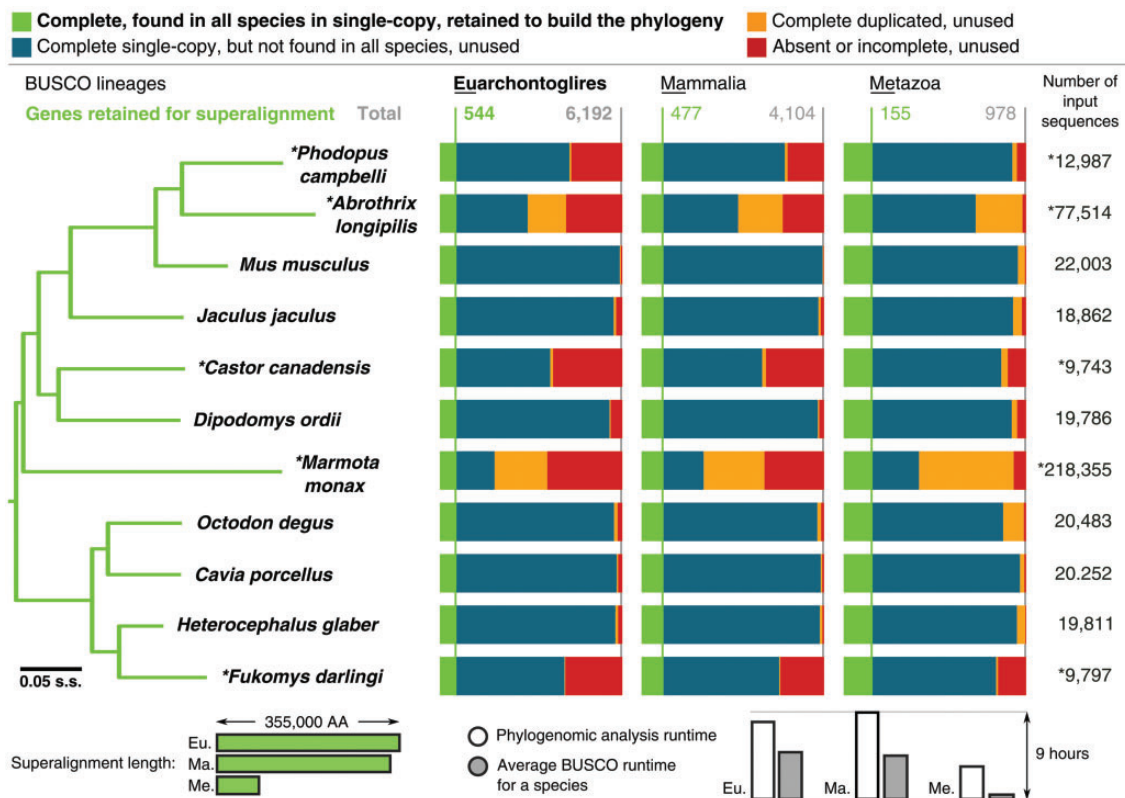 Complete, found in all species in single-copy, retained to build the phylogeny
Complete duplicated, unused
Complete single-copy, but not found in all species, unused
Absent or incomplete, unused
BUSCO lineages
Euarchontoglires
Mammalia
Metazoa
Number of
input
sequences
Genes retained for superalignment Total
544 6,192
477 4,104
155 978
*Phodopus
campbelli
*12,987
*Abrothrix
longipilis
*77,514
Mus musculus
22,003
Jaculus jaculus
18,862
*Castor canadensis
*9,743
Dipodomys ordii
19,786
*Marmota
monax
*218,355
Octodon degus
20,483
Cavia porcellus
20.252
Heterocephalus glaber
19,811
*Fukomys darlingi
*9,797
0.05 s.s.
355,000 AA
Superalignment length:
Eu.
Ma.
Me.
Phylogenomic analysis runtime
Average BUSCO runtime
for a species
Eu.
Ma.
Me.
9 hours